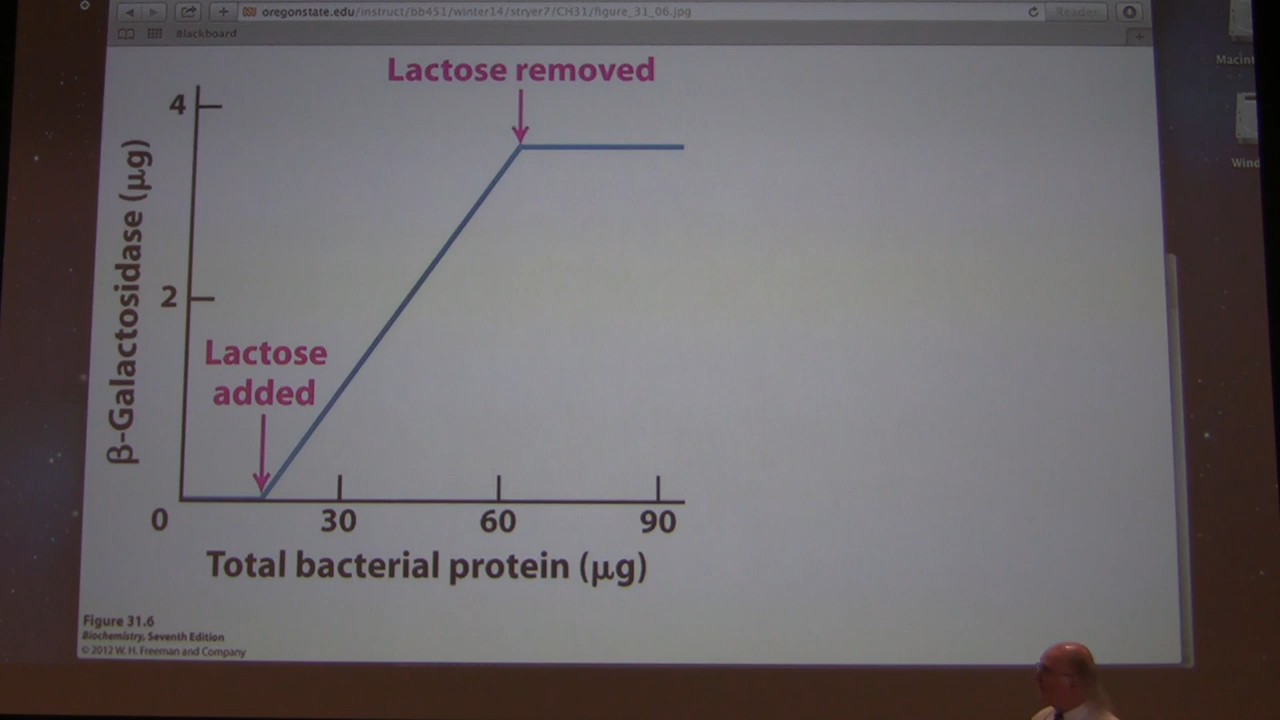 oregonstate.edu/instruct/bb451/winter14/stryer7/CH31/figure_31_06.jpg
Reader
Blackboard
Lactose removed
4
β-Galactosidase (μg)
2
Lactose
added
0
30
60
90
Total bacterial protein (μg)
Figure 31.6
Biochemistry, Seventh Edition
© 2012 W. H. Freeman and Company
Macint
Wind